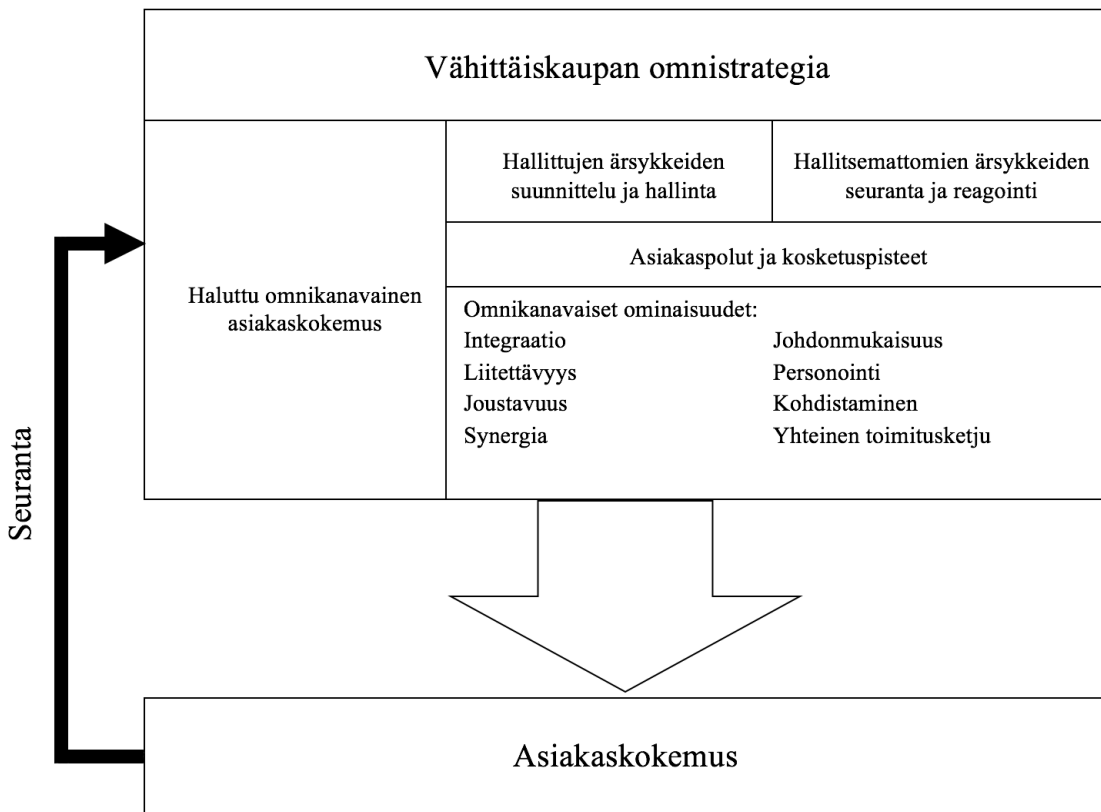 Vähittäiskaupan omnistrategia
Hallittujen ärsykkeiden
suunnittelu ja hallinta
Hallitsemattomien ärsykkeiden
seuranta ja reagointi
Asiakaspolut ja kosketuspisteet
Haluttu omnikanavainen
asiakaskokemus
Omnikanavaiset ominaisuudet:
Integraatio
Johdonmukaisuus
Liitettävyys
Personointi
Joustavuus
Kohdistaminen
Synergia
Yhteinen toimitusketju
Seuranta
Asiakaskokemus